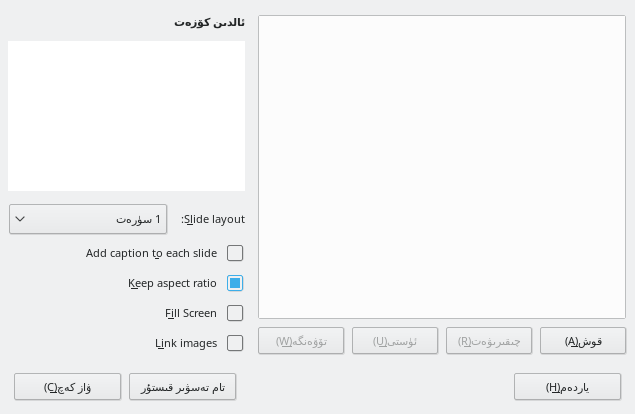 ئالدىن كۆزەت
Slide layout:
1 سۈرەت
Add caption to each slide
Keep aspect ratio
Fill Screen
Link images
قوش(A)
چىقىرىۋەت(R)
ئۈستى(U)
تۆۋەنگە(W)
ياردەم(H)
تام تەسۋىر قىستۇر
ۋاز كەچ(C)